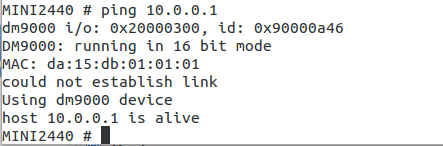 MINI2440 # ping 10.0.0.1
dm9000 i/o: 0x20000300, id: 0x90000a46
DM9000: running in 16 bit mode
MAC: da:15:db:01:01:01
could not establish link
Using dm9000 device
host 10.0.0.1 is alive
MINI2440 #